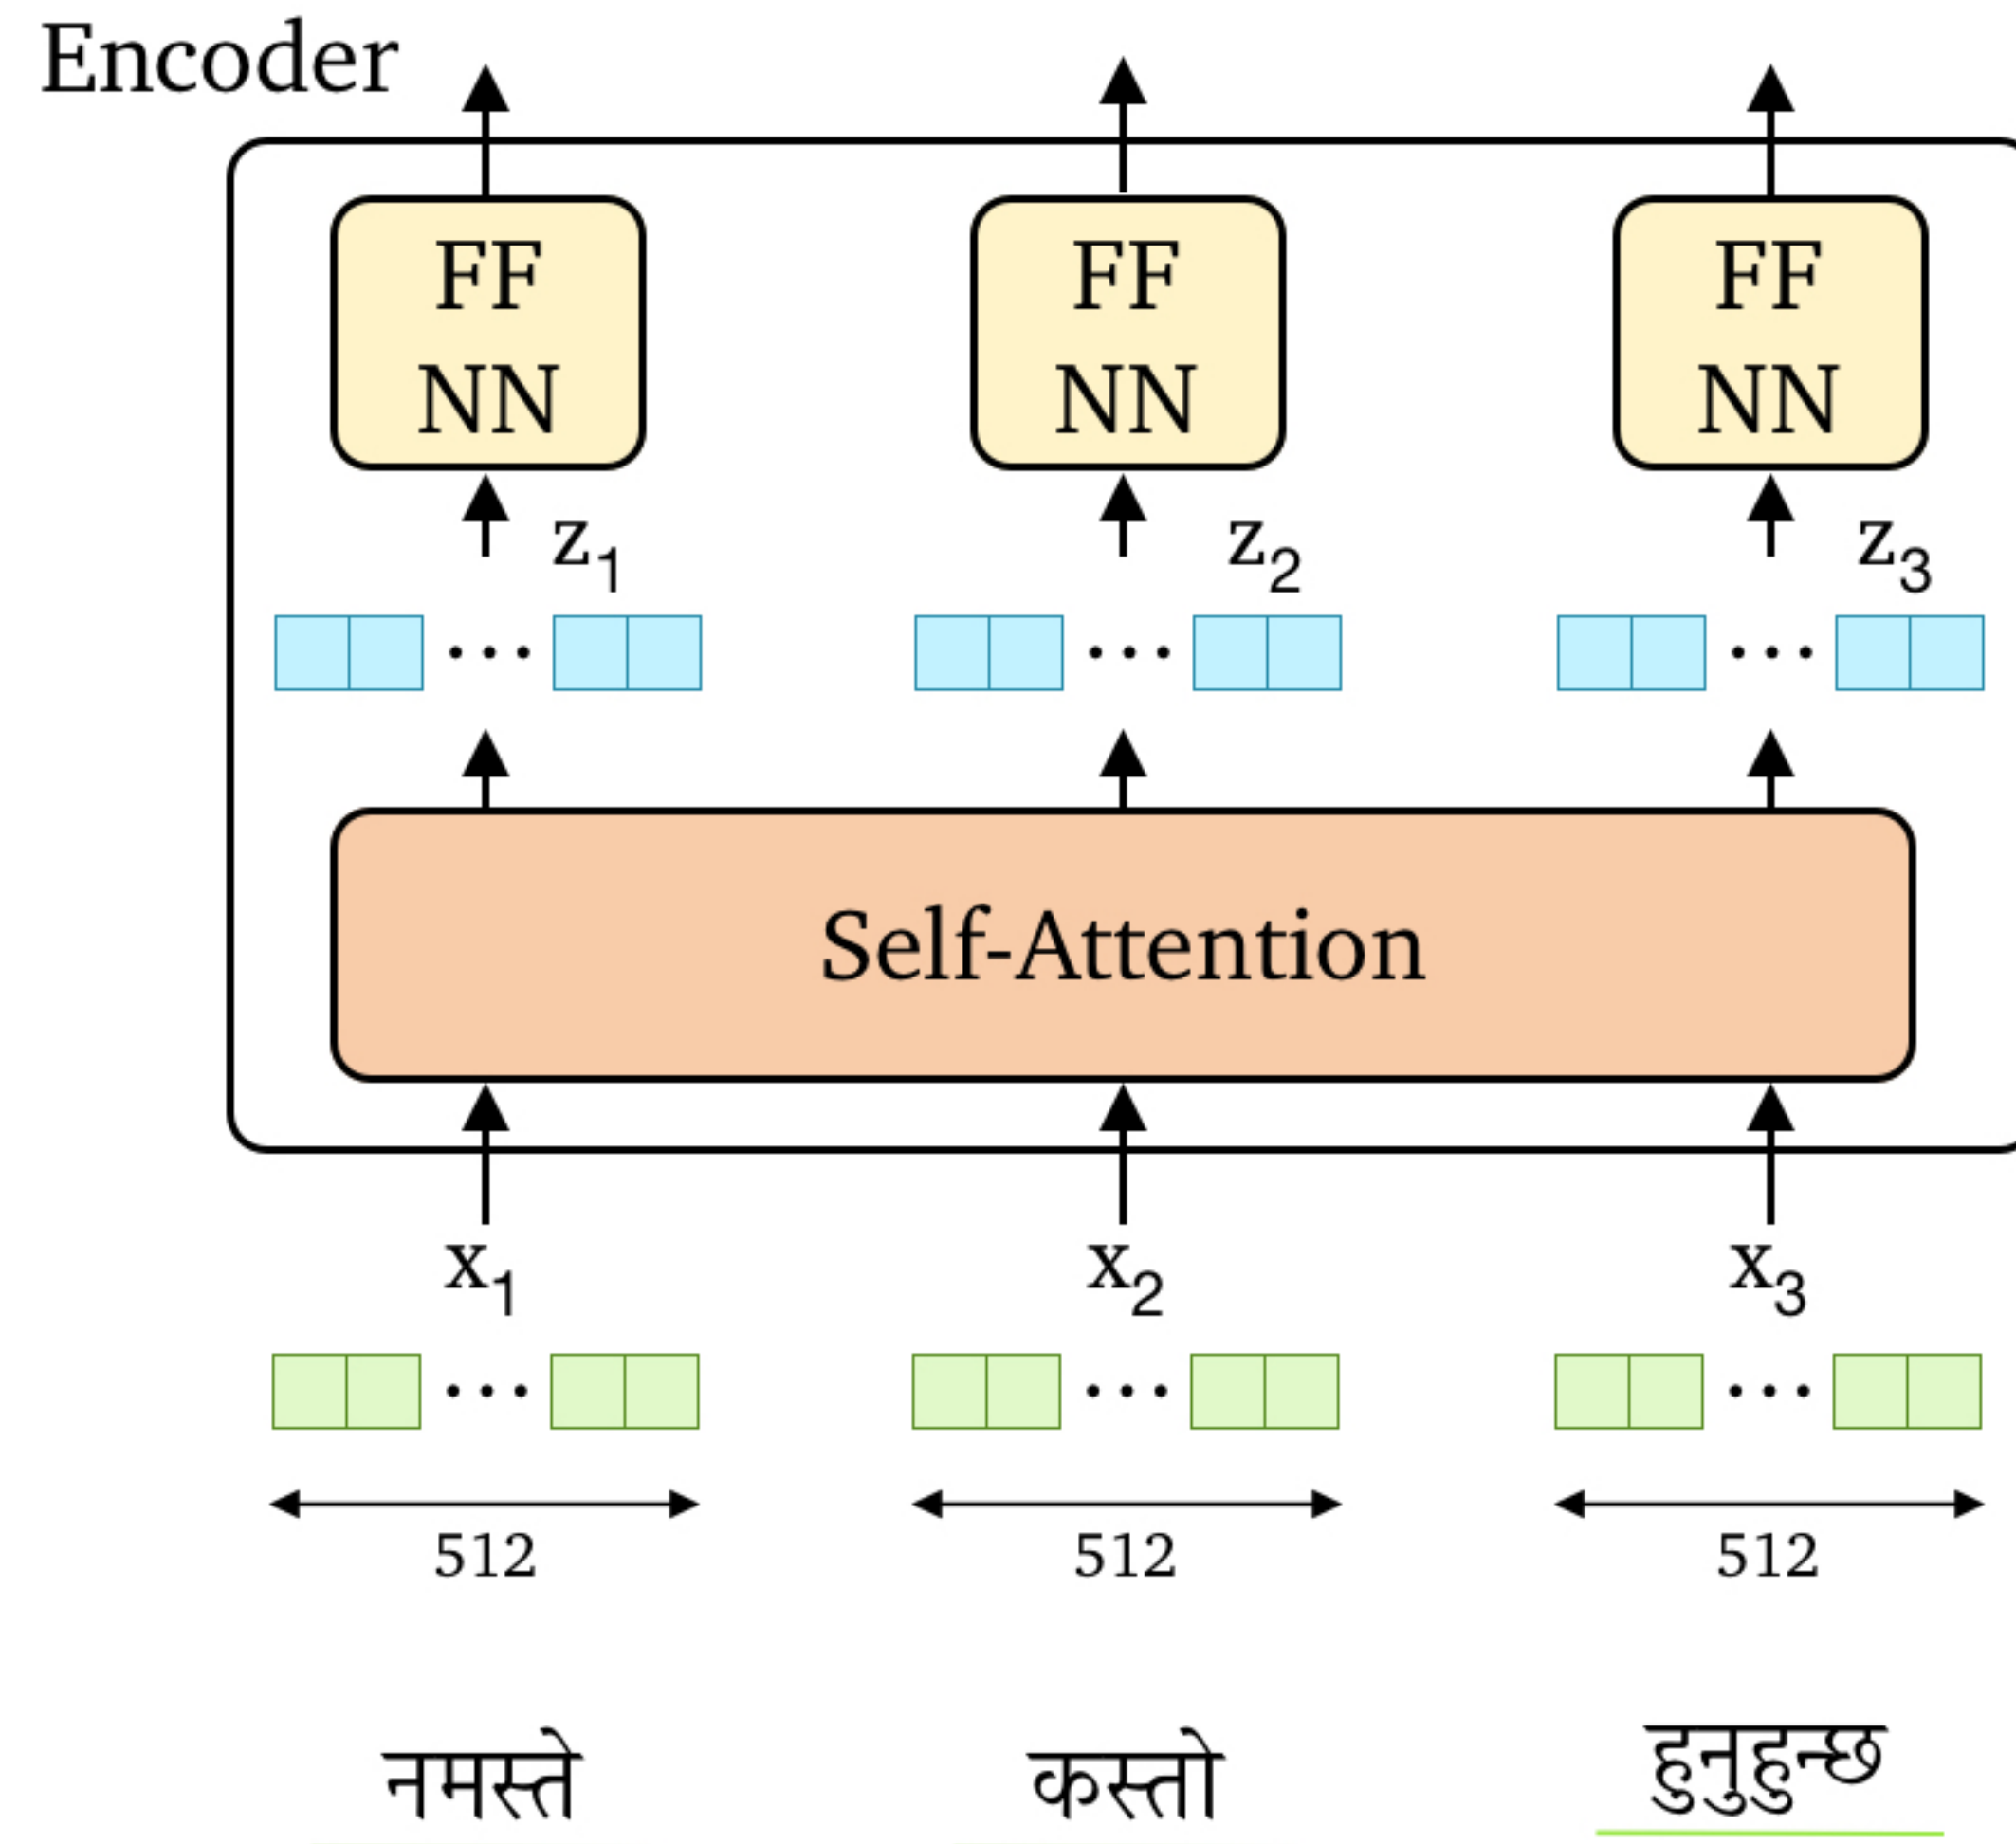 Encoder
FF FF FF
NN NN NN
z1 z2 z3
Self-Attention
x1 x2 x3
512 512 512
नमस्ते कस्तो हुनुहुन्छ